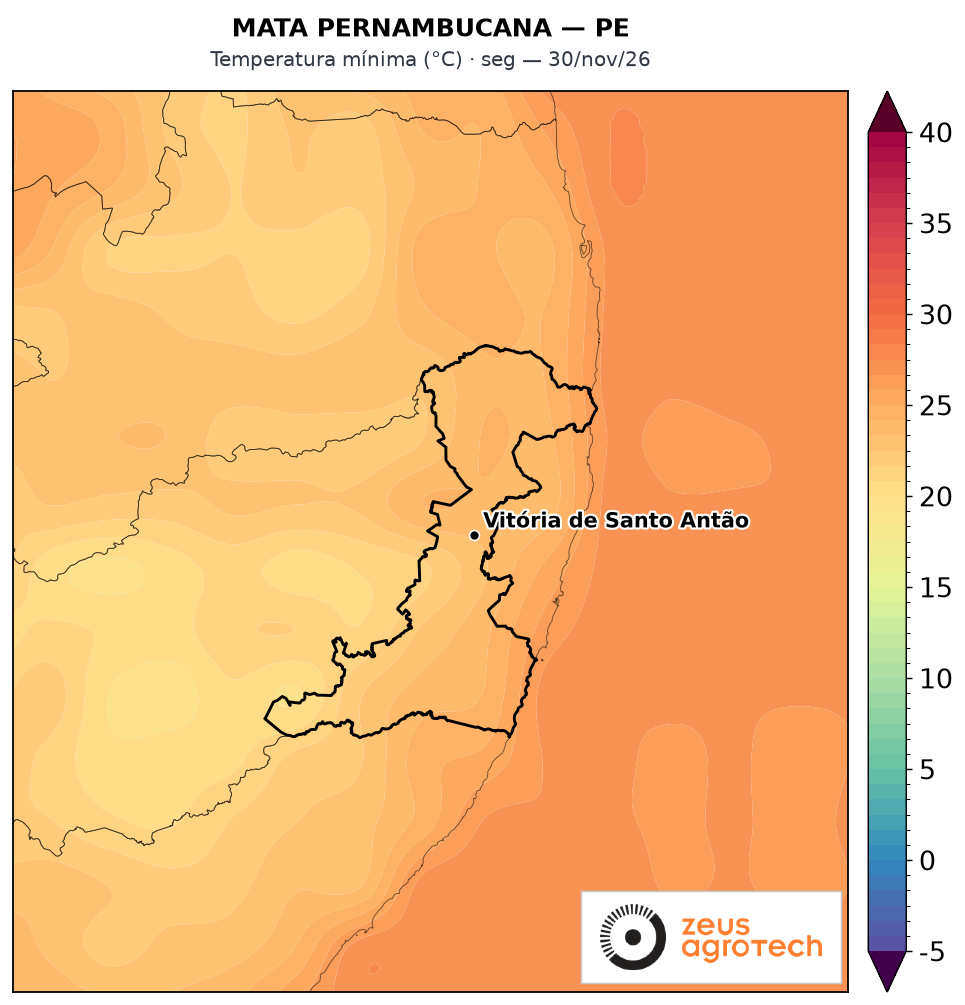 MATA PERNAMBUCANA — PE
Temperatura mínima (°C) · seg — 30/nov/26
40
35
30
25
20
15
10
5
0
-5
Vitória de Santo Antão
zeus
agrotech